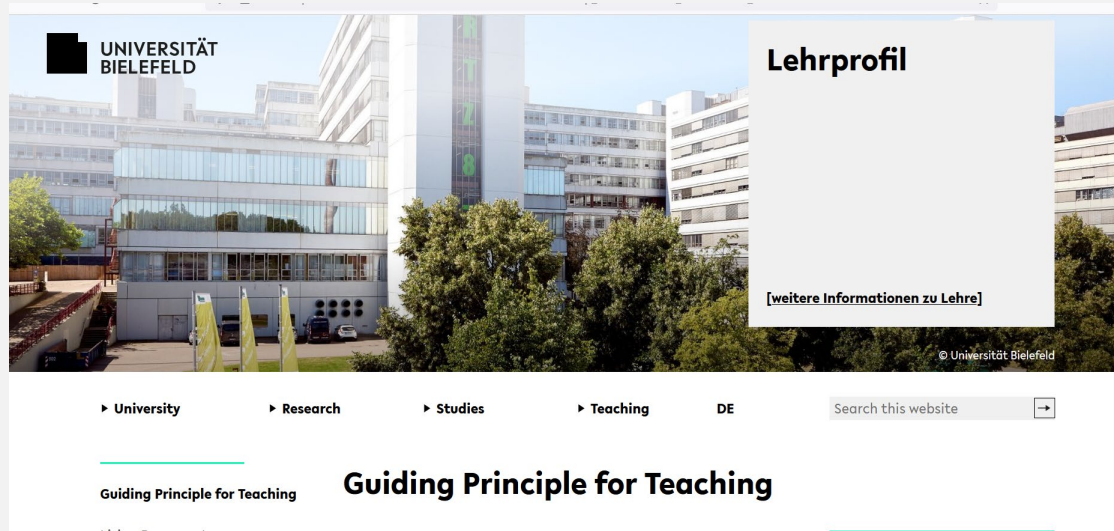 UNIVERSITÄT
BIELEFELD
Lehrprofil
[weitere Informationen zu Lehre]
© Universität Bielefeld
University
Research
Studies
Teaching
DE
Search this website
Guiding Principle for Teaching
Guiding Principle for Teaching